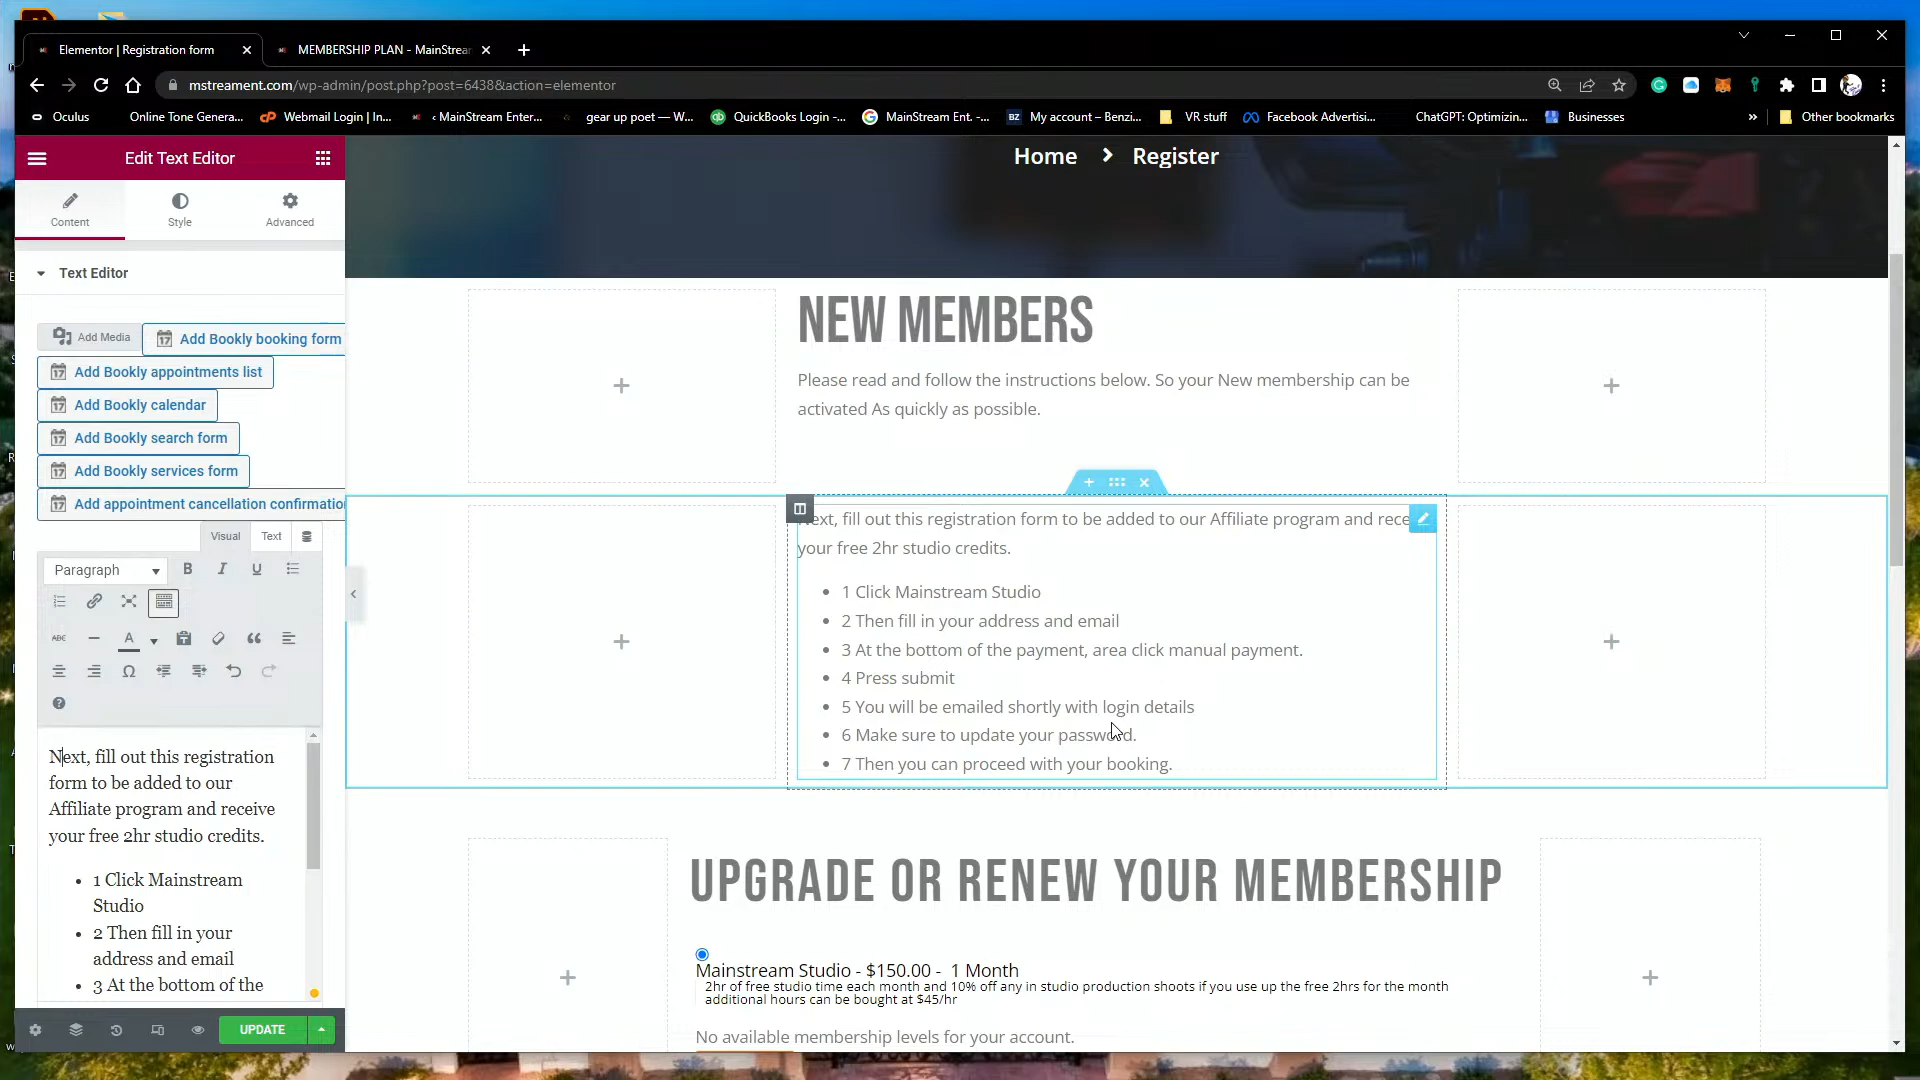 Elementor | Registration form
MEMBERSHIP PLAN - MainStrear
mstreament.com/wp-admin/post.php?post=6438&action=elementor
Oculus
Online Tone Genera...
Webmail Login | In...
‹ MainStream Enter...
gear up poet — W...
QuickBooks Login -...
MainStream Ent. -...
BZ My account – Benzi...
VR stuff
Facebook Advertisi...
ChatGPT: Optimizin...
Businesses
»
Other bookmarks
Edit Text Editor
Content
Style
Advanced
Text Editor
Add Media
17 Add Bookly booking form
17 Add Bookly appointments list
17 Add Bookly calendar
17 Add Bookly search form
17 Add Bookly services form
17 Add appointment cancellation confirmation
Visual
Text
Paragraph
B I U
ABC
A
Next, fill out this registration
form to be added to our
Affiliate program and receive
your free 2hr studio credits.
• 1 Click Mainstream
Studio
• 2 Then fill in your
address and email
• 3 At the bottom of the
UPDATE
Home > Register
NEW MEMBERS
Please read and follow the instructions below. So your New membership can be
activated As quickly as possible.
Next, fill out this registration form to be added to our Affiliate program and rece
your free 2hr studio credits.
• 1 Click Mainstream Studio
• 2 Then fill in your address and email
• 3 At the bottom of the payment, area click manual payment.
• 4 Press submit
• 5 You will be emailed shortly with login details
• 6 Make sure to update your password.
• 7 Then you can proceed with your booking.
UPGRADE OR RENEW YOUR MEMBERSHIP
Mainstream Studio - $150.00 - 1 Month
2hr of free studio time each month and 10% off any in studio production shoots if you use up the free 2hrs for the month
additional hours can be bought at $45/hr
No available membership levels for your account.